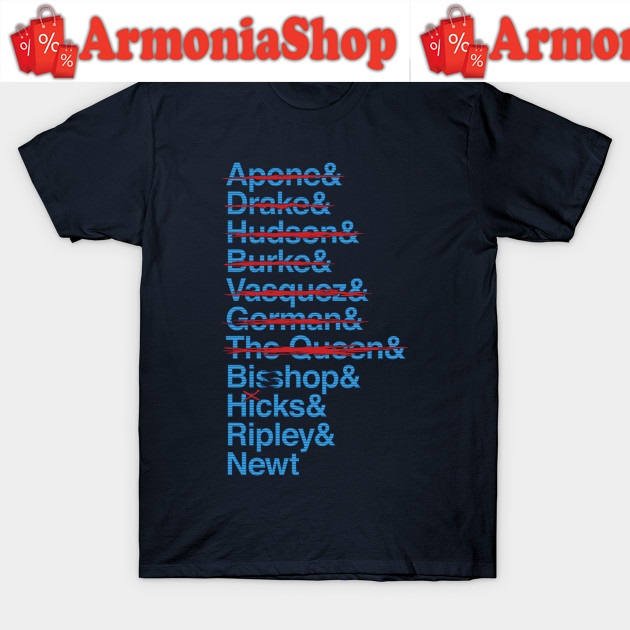 % % % ArmoniaShop % % % Armon
Apone&
Drake&
Hudson&
Burke&
Vasquez&
Gorman&
The Queen&
Bishop&
Hicks&
Ripley&
Newt